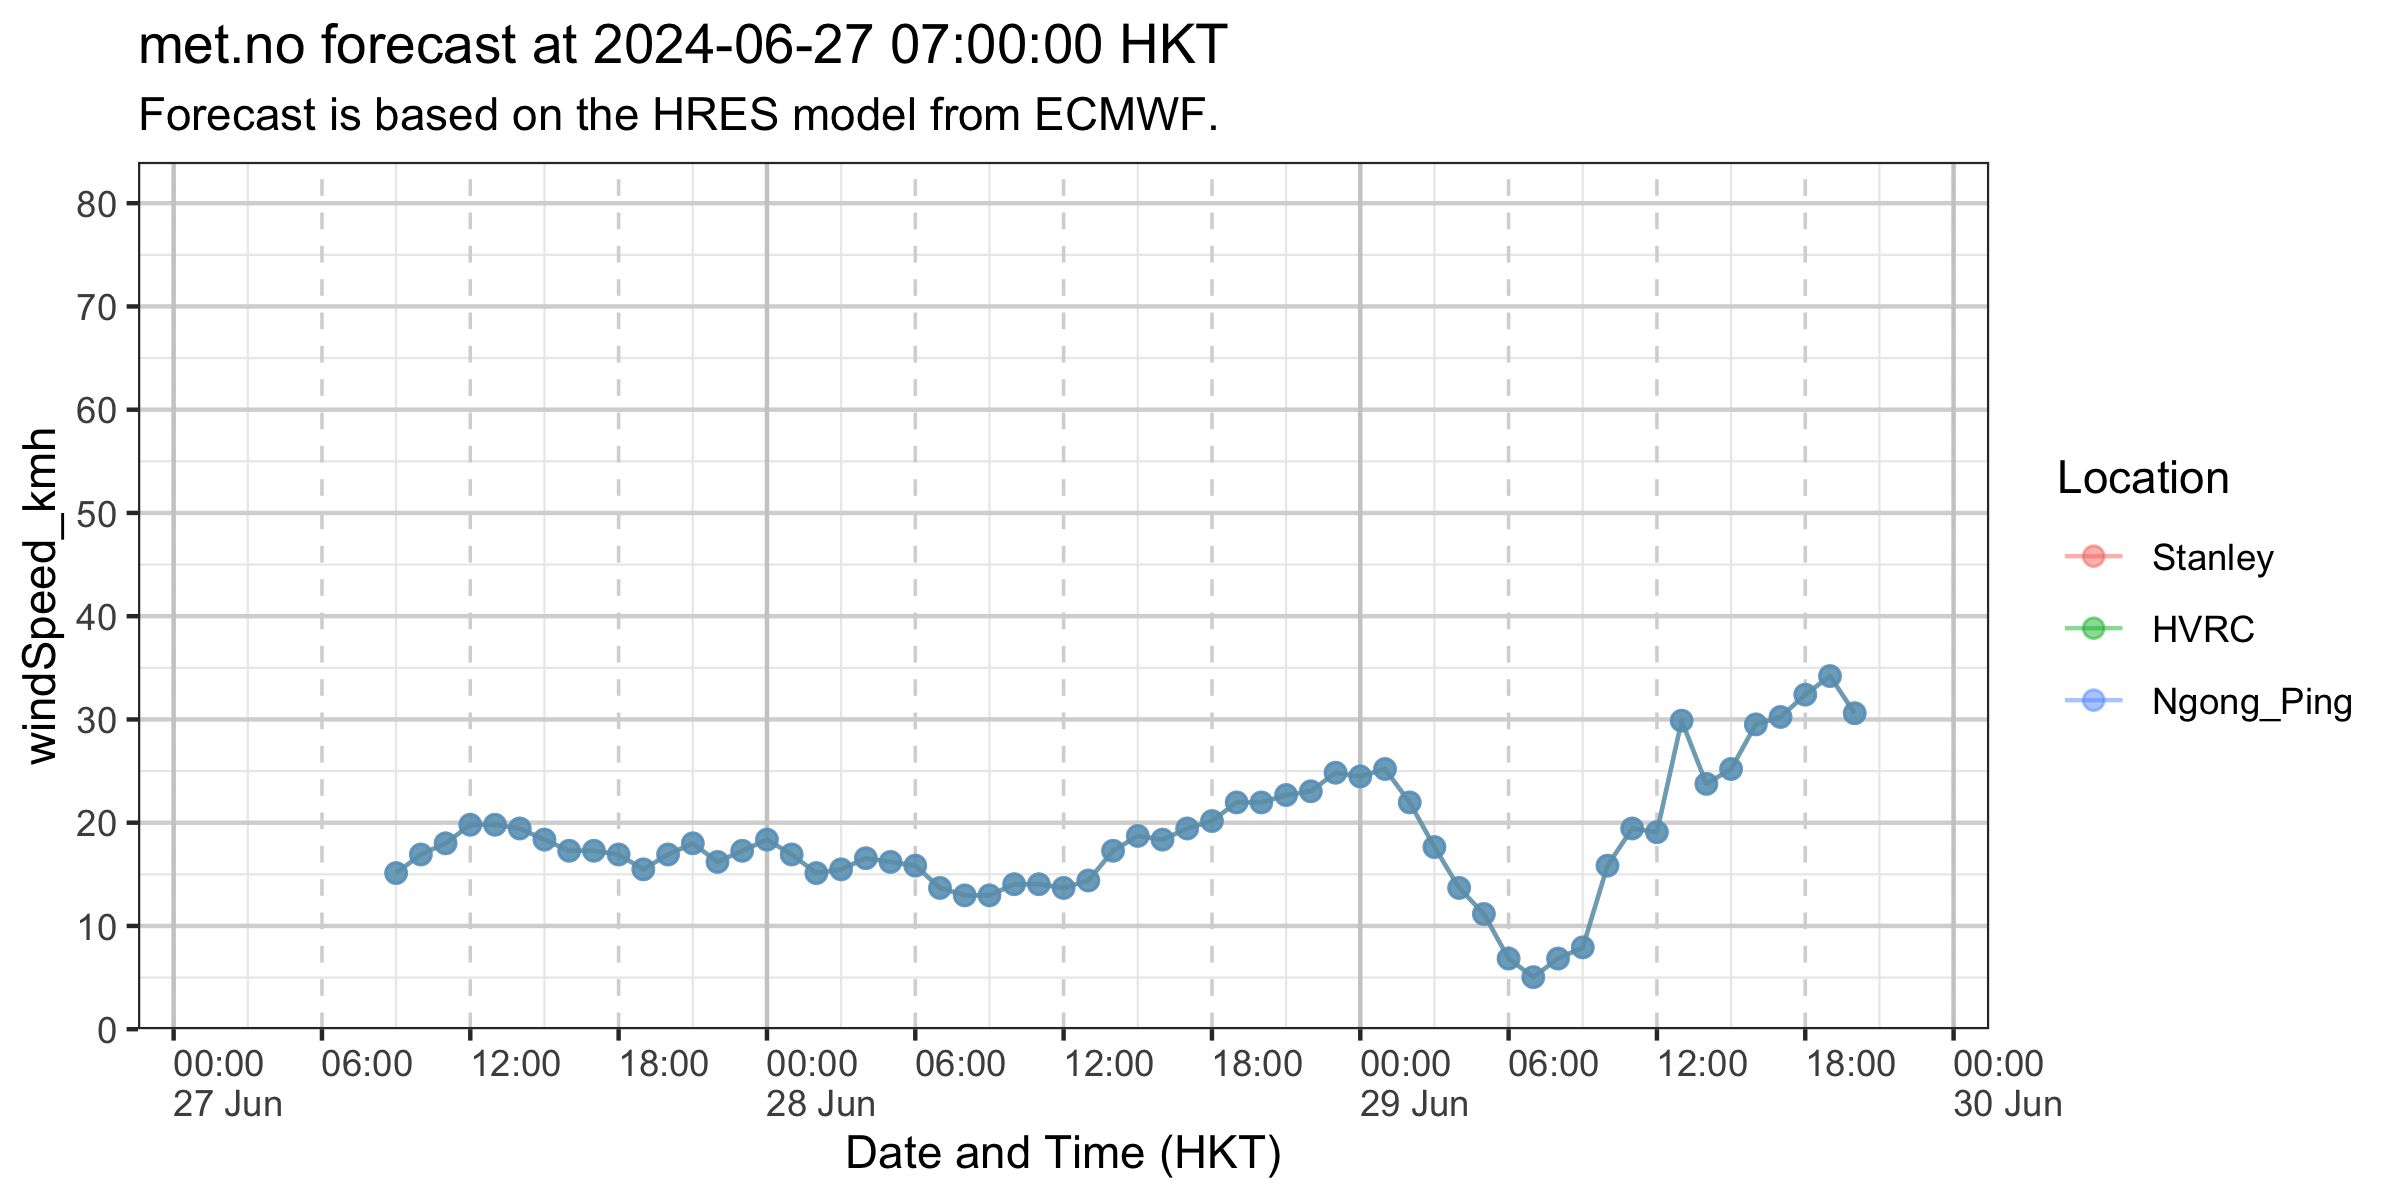 met.no forecast at 2024-06-27 07:00:00 HKT
Forecast is based on the HRES model from ECMWF.
windSpeed_kmh
80
70
60
50
40
30
20
10
0
00:00 06:00 12:00 18:00 00:00 06:00 12:00 18:00 00:00 06:00 12:00 18:00 00:00
27 Jun 28 Jun 29 Jun 30 Jun
Date and Time (HKT)
Location
Stanley
HVRC
Ngong_Ping